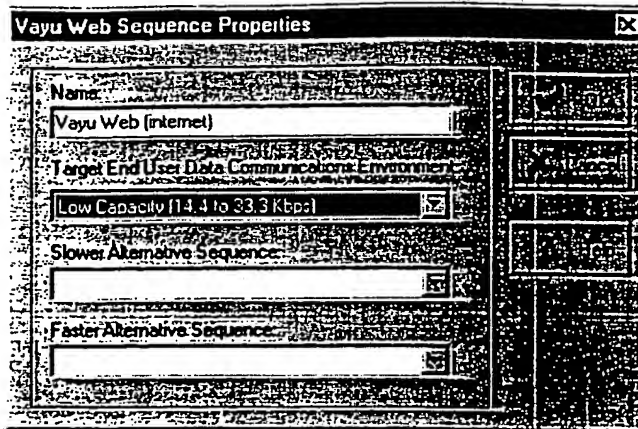 Vayu Web Sequence Properties
Name:
Vayu Web (internet)
Target End User Data Communications Environment:
Low Capacity (14,4 to 33,3 Kbps)
Slower Alternative Sequence:
Faster Alternative Sequence:
Cancel